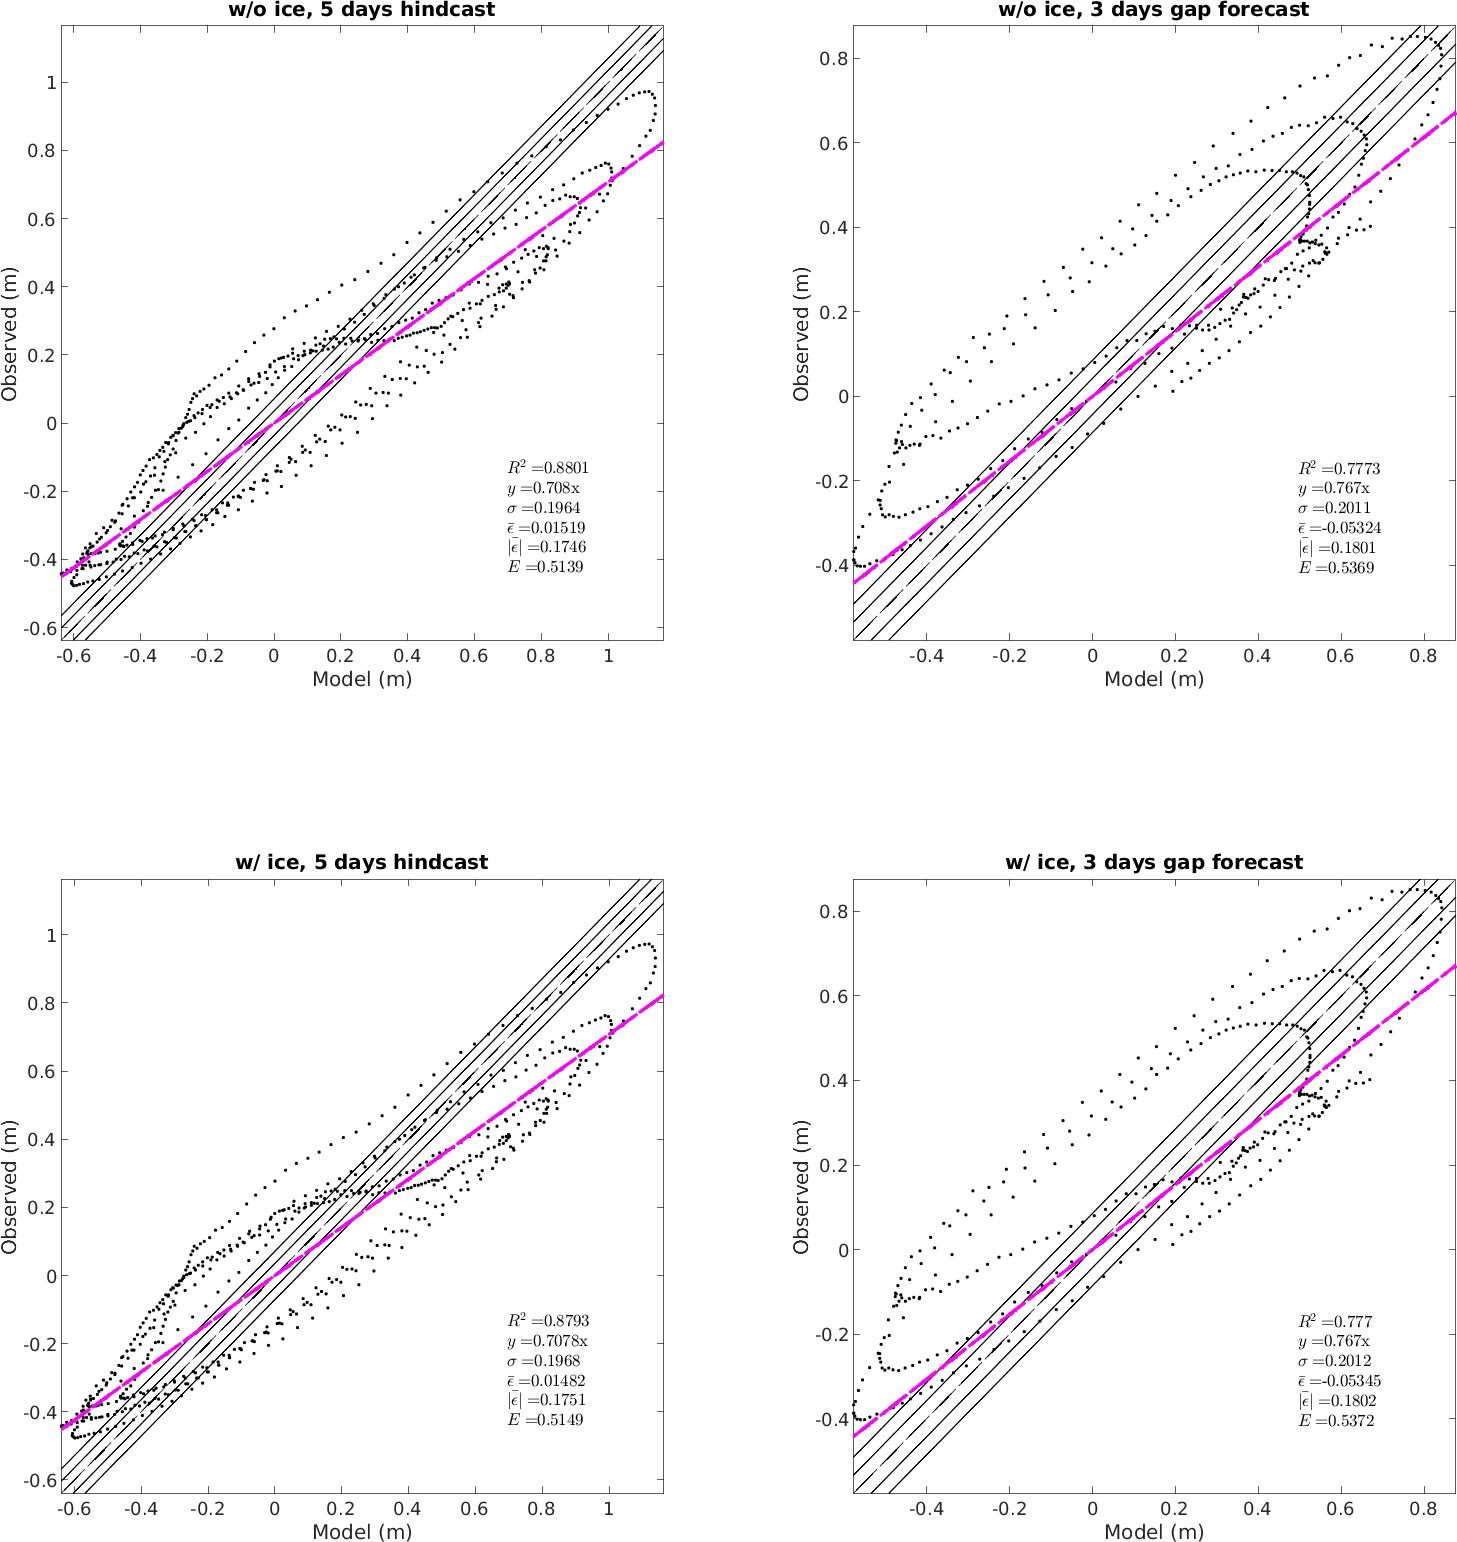 w/o ice, 5 days hindcast
1
0.8
0.6
0.4
0.2
0
-0.2
-0.4
-0.6
Observed (m)
R² =0.8801
y =0.708x
σ =0.1964
ε̄ =0.01519
|ε̄| =0.1746
E =0.5139
-0.6 -0.4 -0.2 0 0.2 0.4 0.6 0.8 1
Model (m)
w/o ice, 3 days gap forecast
0.8
0.6
0.4
0.2
0
-0.2
-0.4
Observed (m)
R² =0.7773
y =0.767x
σ =0.2011
ε̄ =-0.05324
|ε̄| =0.1801
E =0.5369
-0.4 -0.2 0 0.2 0.4 0.6 0.8
Model (m)
w/ ice, 5 days hindcast
1
0.8
0.6
0.4
0.2
0
-0.2
-0.4
-0.6
Observed (m)
R² =0.8793
y =0.7078x
σ =0.1968
ε̄ =0.01482
|ε̄| =0.1751
E =0.5149
-0.6 -0.4 -0.2 0 0.2 0.4 0.6 0.8 1
Model (m)
w/ ice, 3 days gap forecast
0.8
0.6
0.4
0.2
0
-0.2
-0.4
Observed (m)
R² =0.777
y =0.767x
σ =0.2012
ε̄ =-0.05345
|ε̄| =0.1802
E =0.5372
-0.4 -0.2 0 0.2 0.4 0.6 0.8
Model (m)